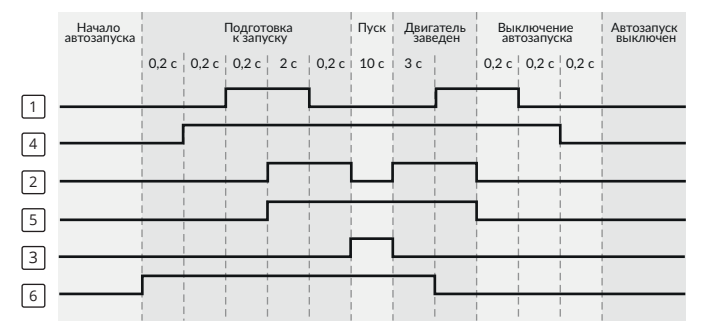 Начало
автозапуска
Подготовка
к запуску
Пуск
Двигатель
заведен
Выключение
автозапуска
Автозапуск
выключен
0,2 с 0,2 с 0,2 с 2 с 0,2 с 10 с 3 с 0,2 с 0,2 с 0,2 с
1
4
2
5
3
6